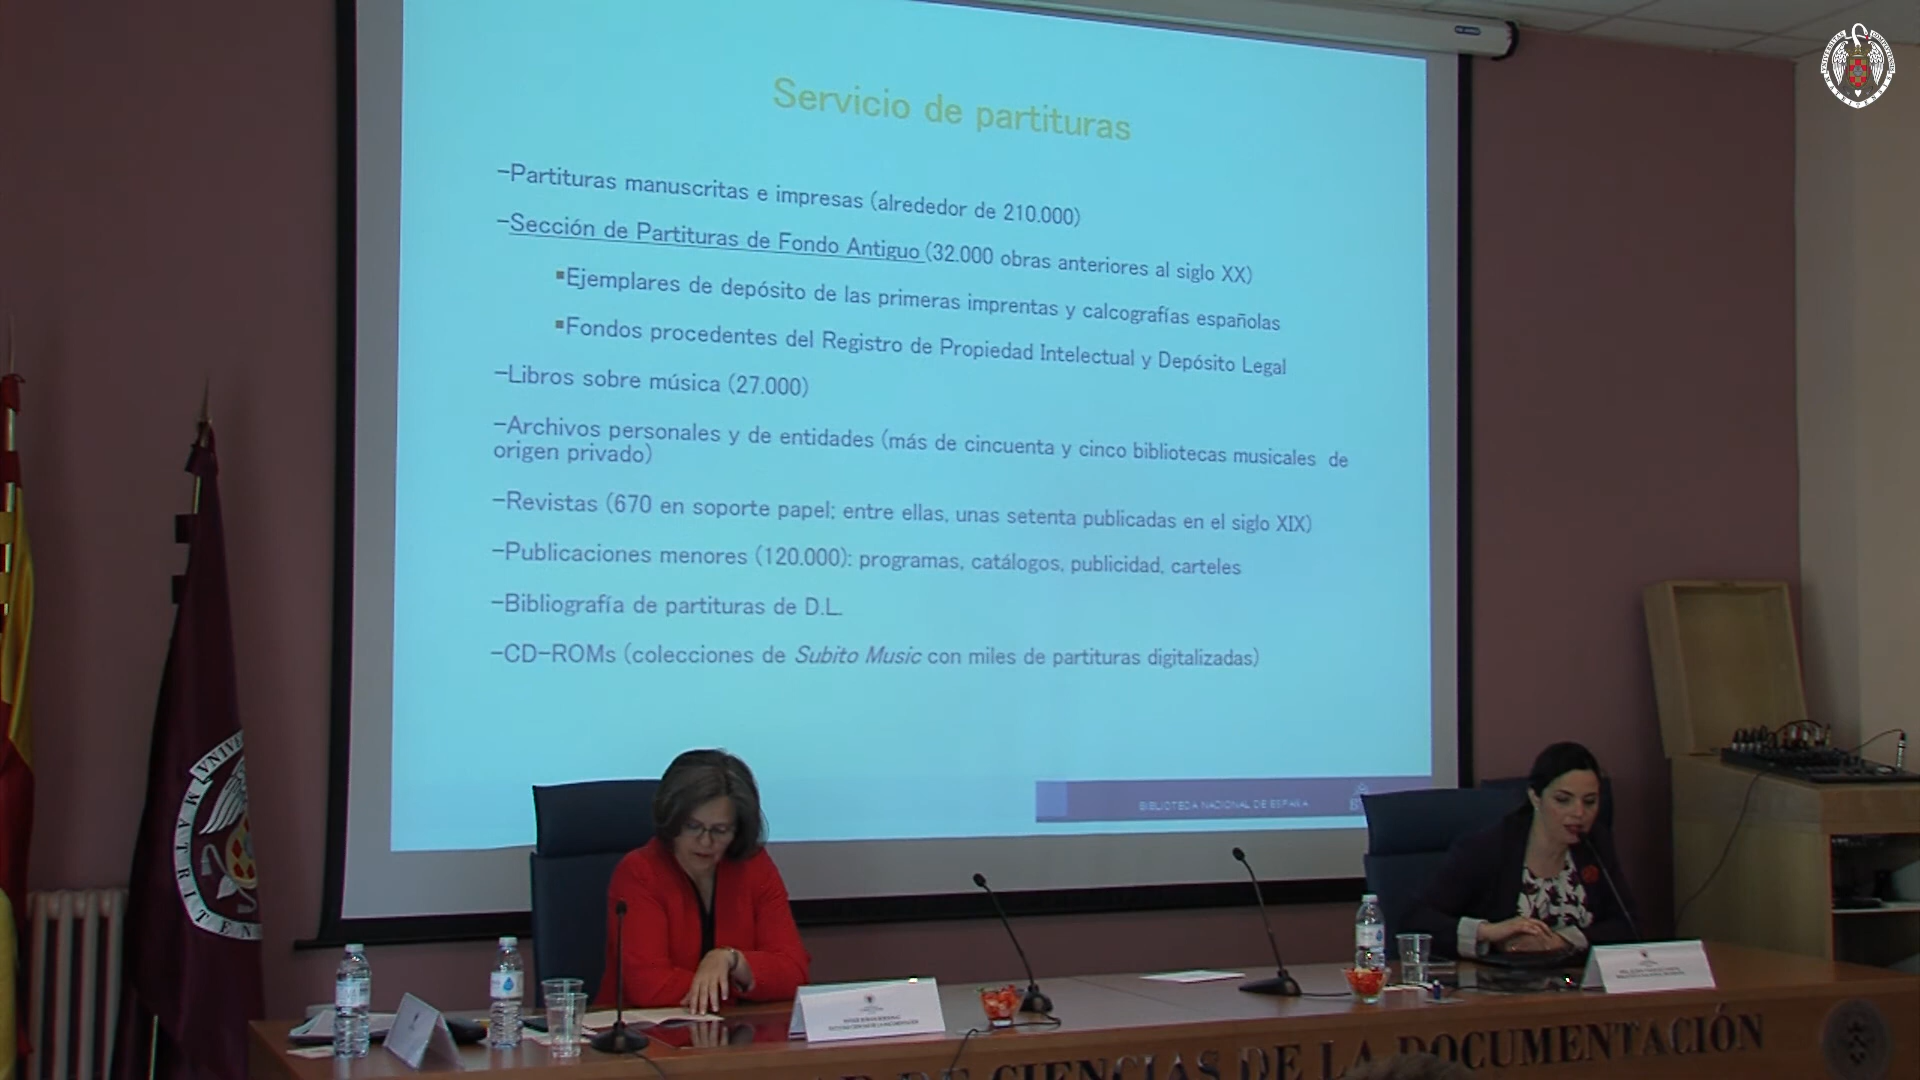 Servicio de partituras
-Partituras manuscritas e impresas (alrededor de 210.000)
-Sección de Partituras de Fondo Antiguo (32.000 obras anteriores al siglo XX)
▪Ejemplares de depósito de las primeras imprentas y calcografías españolas
▪Fondos procedentes del Registro de Propiedad Intelectual y Depósito Legal
-Libros sobre música (27.000)
-Archivos personales y de entidades (más de cincuenta y cinco bibliotecas musicales de
origen privado)
-Revistas (670 en soporte papel; entre ellas, unas setenta publicadas en el siglo XIX)
-Publicaciones menores (120.000): programas, catálogos, publicidad, carteles
-Bibliografía de partituras de D.L.
-CD-ROMs (colecciones de Subito Music con miles de partituras digitalizadas)
BIBLIOTECA NACIONAL DE ESPAÑA
DE CIENCIAS DE LA DOCUMENTACIÓN